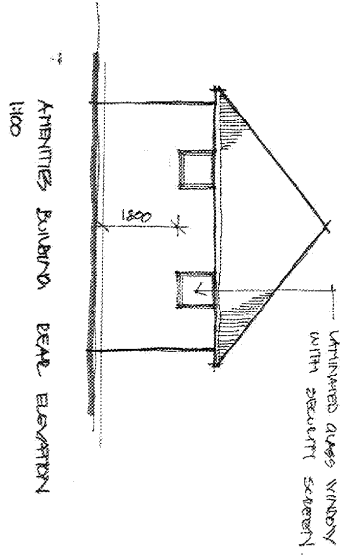 LAMINATED GLASS WINDOW
WITH SECURITY SCREEN.
1800
AMENITIES BUILDING REAR ELEVATION
1:100